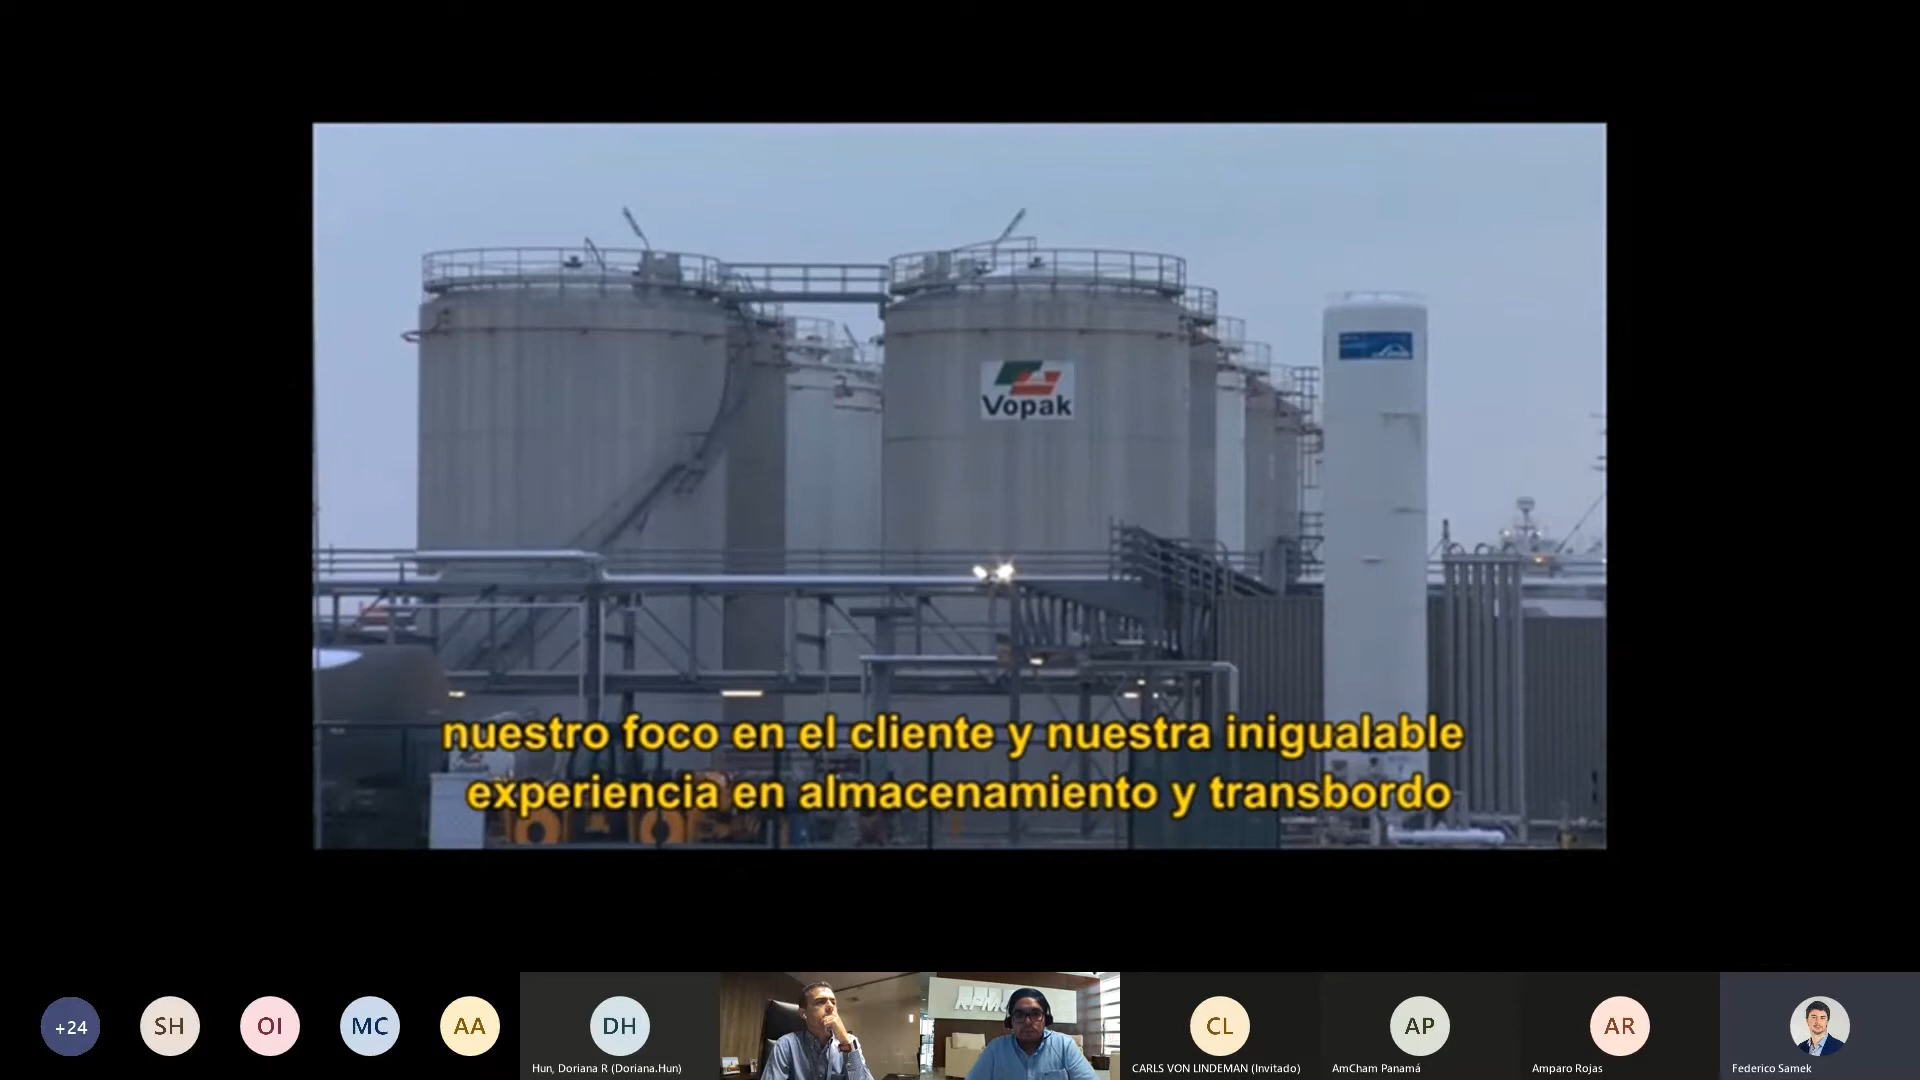 Vopak
nuestro foco en el cliente y nuestra inigualable
experiencia en almacenamiento y transbordo
+24
SH
OI
MC
AA
DH
Hun, Doriana R (Doriana.Hun)
KPMG
CL
CARLS VON LINDEMAN (Invitado)
AP
AmCham Panamá
AR
Amparo Rojas
Federico Samek